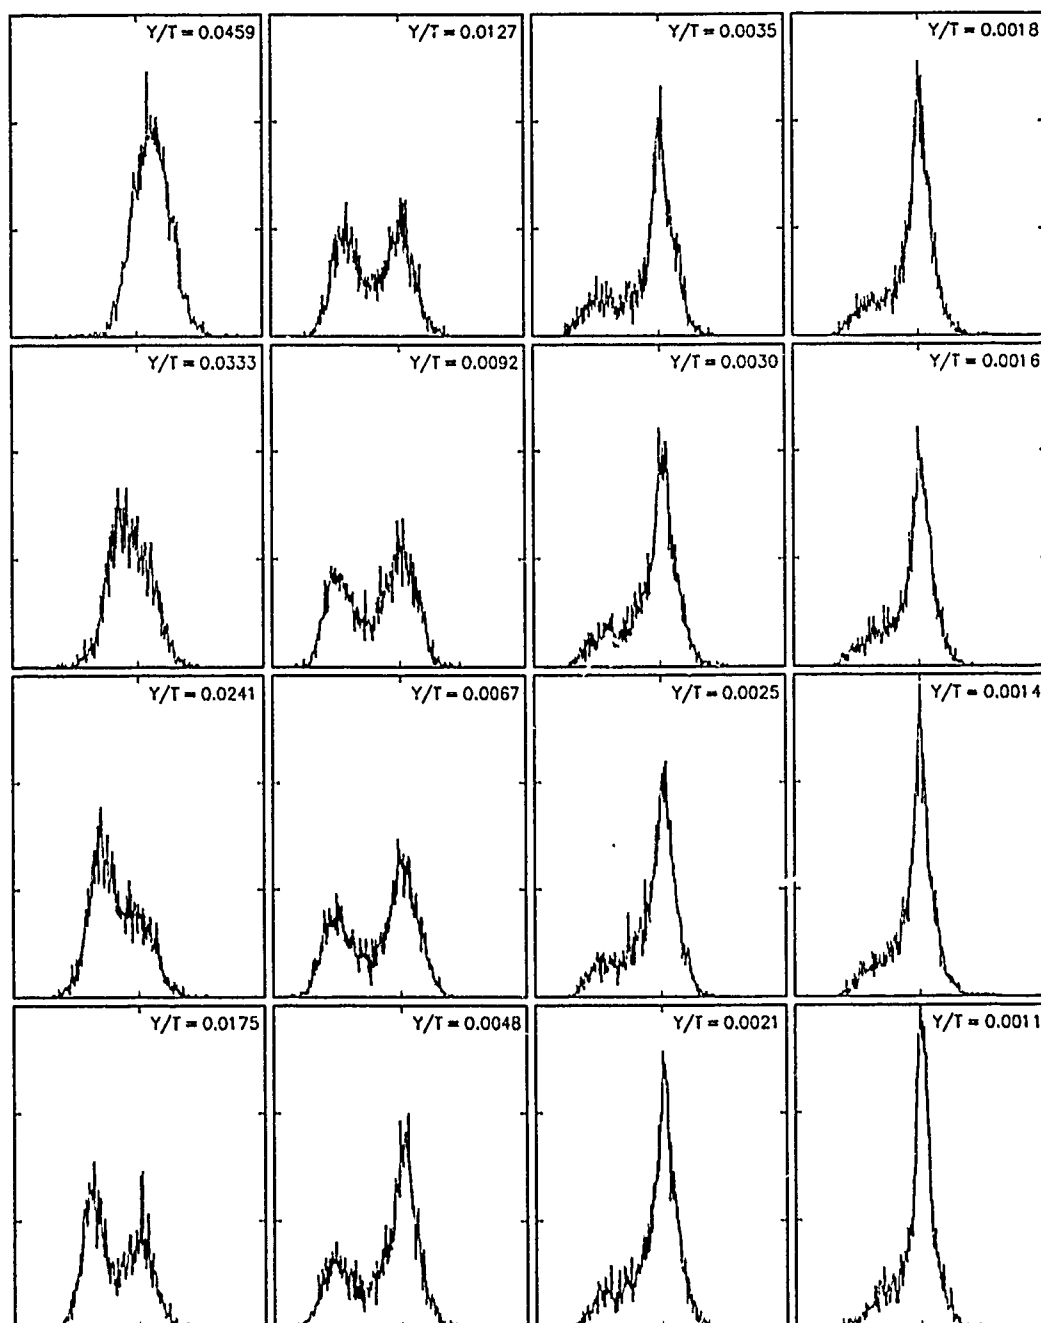 Y/T = 0.0459
Y/T = 0.0127
Y/T = 0.0035
Y/T = 0.0018
Y/T = 0.0333
Y/T = 0.0092
Y/T = 0.0030
Y/T = 0.0016
Y/T = 0.0241
Y/T = 0.0067
Y/T = 0.0025
Y/T = 0.0014
Y/T = 0.0175
Y/T = 0.0048
Y/T = 0.0021
Y/T = 0.0011